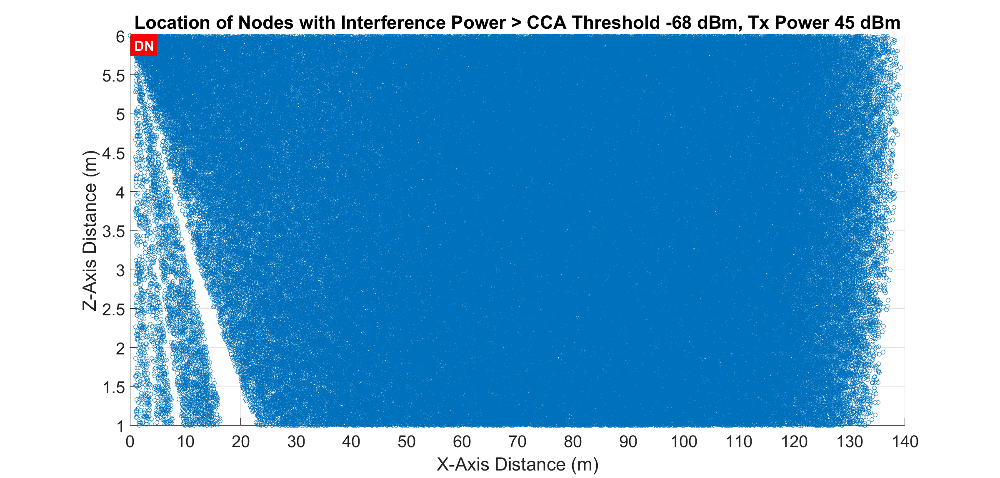 Location of Nodes with Interference Power > CCA Threshold -68 dBm, Tx Power 45 dBm
DN
6
5.5
5
4.5
4
3.5
3
2.5
2
1.5
1
Z-Axis Distance (m)
0 10 20 30 40 50 60 70 80 90 100 110 120 130 140
X-Axis Distance (m)